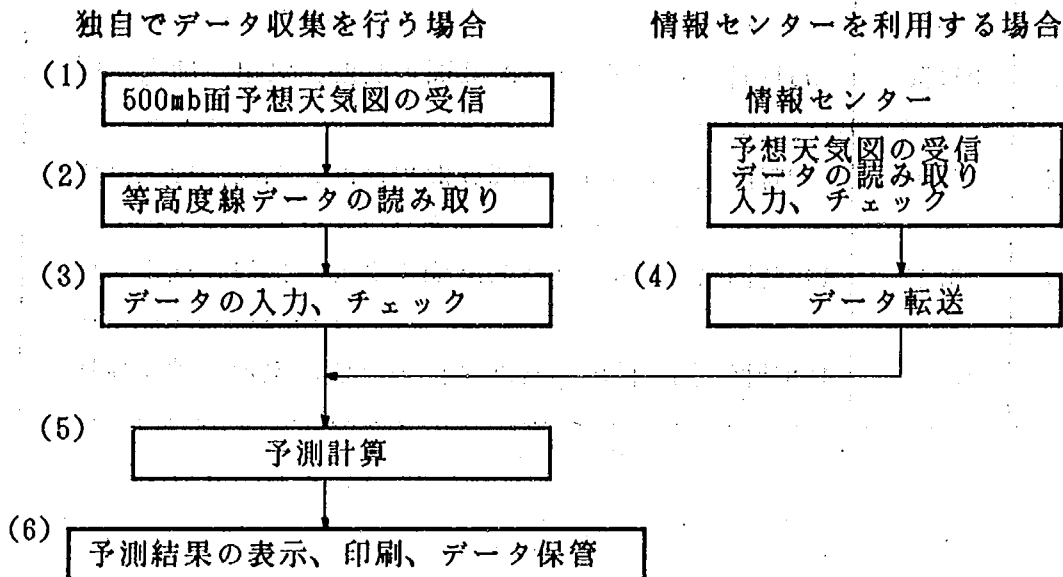 独自でデータ収集を行う場合
情報センターを利用する場合
(1)
500mb面予想天気図の受信
情報センター
予想天気図の受信
データの読み取り
入力、チェック
(2)
等高度線データの読み取り
(3)
データの入力、チェック
(4)
データ転送
(5)
予測計算
(6)
予測結果の表示、印刷、データ保管